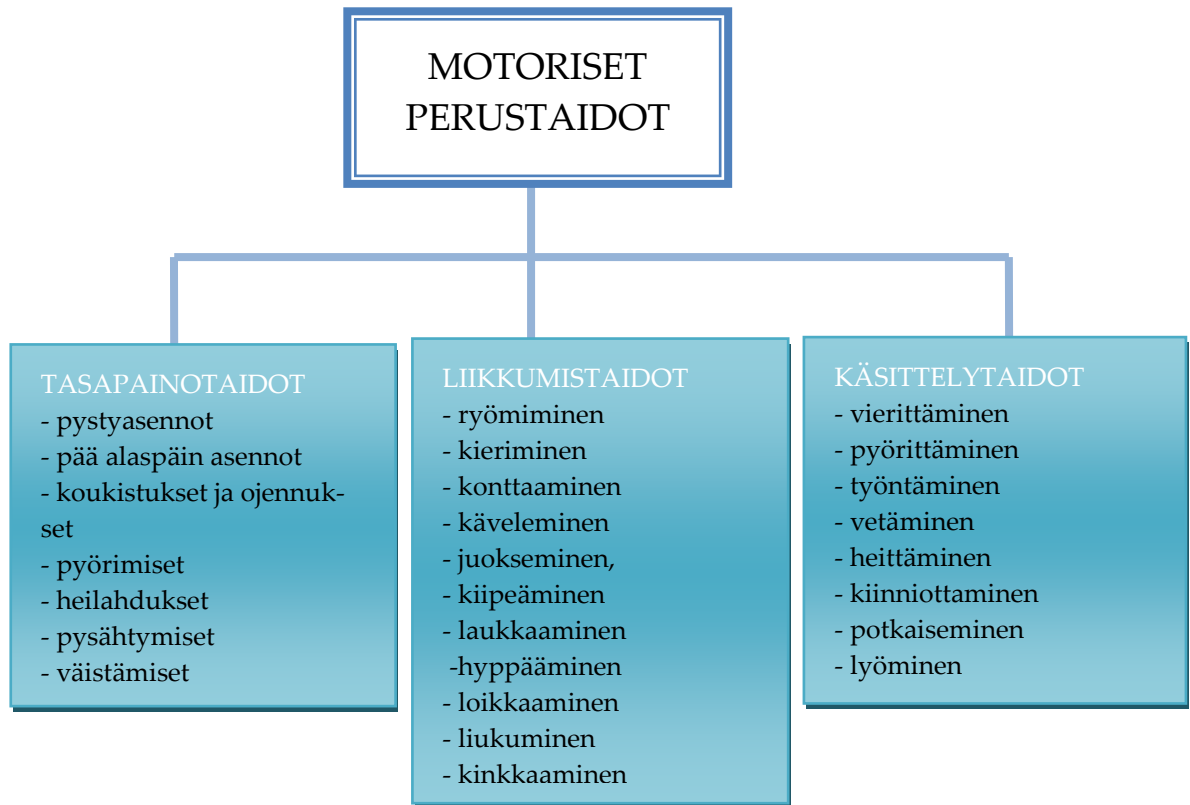 MOTORISET
PERUSTAIDOT
TASAPAINOTAIDOT
- pystyasennot
- pää alaspäin asennot
- koukistukset ja ojennuk-
set
- pyörimiset
- heilahdukset
- pysähtymiset
- väistämiset
LIIKKUMISTAIDOT
- ryömiminen
- kieriminen
- konttaaminen
- käveleminen
- juokseminen,
- kiipeäminen
- laukkaaminen
-hyppääminen
- loikkaaminen
- liukuminen
- kinkkaaminen
KÄSITTELYTAIDOT
- vierittäminen
- pyörittäminen
- työntäminen
- vetäminen
- heittäminen
- kiinniottaminen
- potkaiseminen
- lyöminen